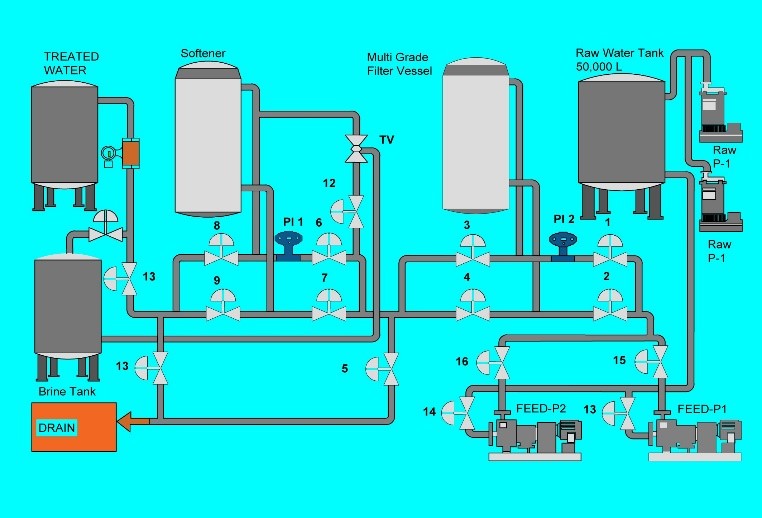 TREATED
WATER
Softener
Multi Grade
Filter Vessel
Raw Water Tank
50,000 L
TV
Raw
P-1
Raw
P-1
12
8
PI 1
6
3
PI 2
1
13
9
7
4
2
13
5
16
15
Brine Tank
14
FEED-P2
13
FEED-P1
DRAIN